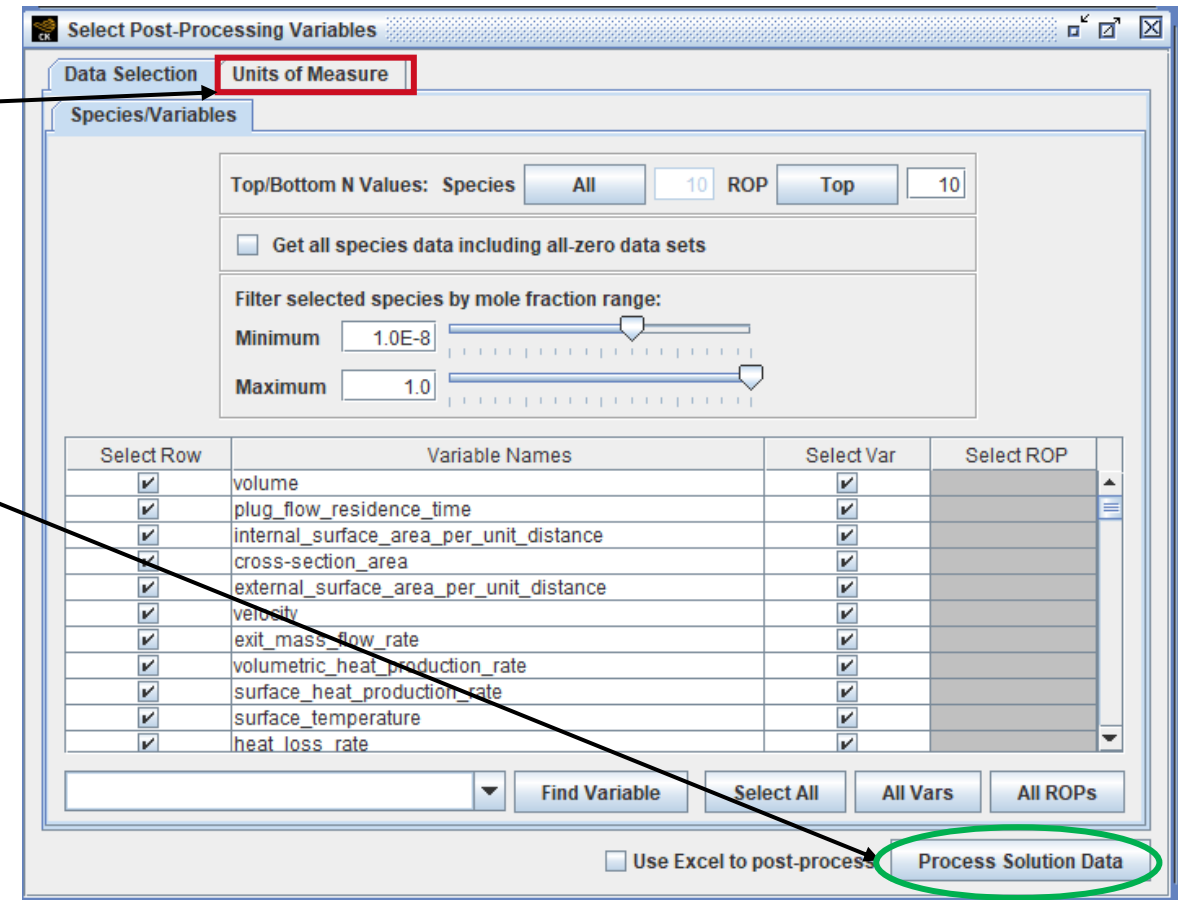 CK Select Post-Processing Variables
Data Selection Units of Measure
Species/Variables
Top/Bottom N Values: Species All 10 ROP Top 10
Get all species data including all-zero data sets
Filter selected species by mole fraction range:
Minimum 1.0E-8
Maximum 1.0
Select Row Variable Names Select Var Select ROP
volume
plug_flow_residence_time
internal_surface_area_per_unit_distance
cross-section_area
external_surface_area_per_unit_distance
velocity
exit_mass_flow_rate
volumetric_heat_production_rate
surface_heat_production_rate
surface_temperature
heat_loss_rate
Find Variable Select All All Vars All ROPs
Use Excel to post-process Process Solution Data